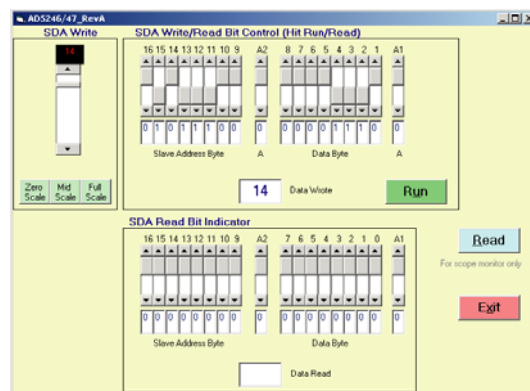 AD5246/47_RevA
SDA Write
SDA Write/Read Bit Control (Hit Run/Read)
14
16 15 14 13 12 11 10 9 A2 8 7 6 5 4 3 2 1 A1
0 1 0 1 1 1 0 0 0 0 0 0 1 1 1 0
Slave Address Byte A Data Byte A
Zero Scale
Mid Scale
Full Scale
14 Data Wrote
Run
SDA Read Bit Indicator
16 15 14 13 12 11 10 9 A2 7 6 5 4 3 2 1 0 A1
0 0 0 0 0 0 0 0 0 0 0 0 0 0 0 0 0 0
Slave Address Byte Data Byte
Data Read
Read
For scope monitor only
Exit